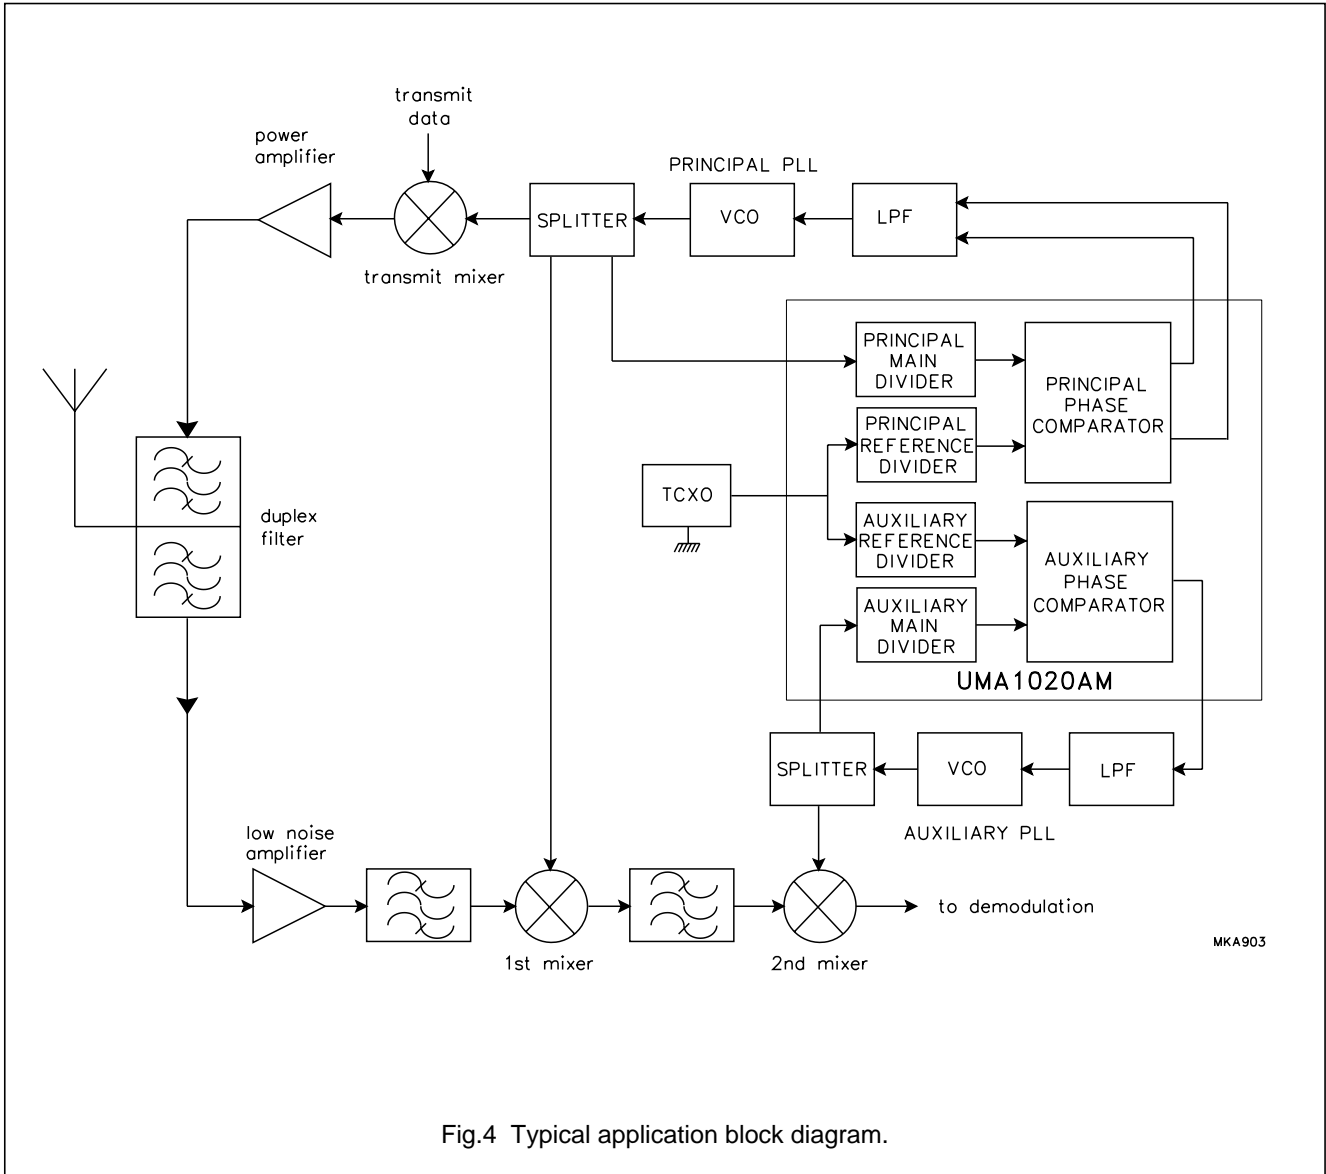 transmit
data
power
amplifier
PRINCIPAL PLL
SPLITTER
VCO
LPF
transmit mixer
PRINCIPAL
MAIN
DIVIDER
PRINCIPAL
PHASE
COMPARATOR
PRINCIPAL
REFERENCE
DIVIDER
TCXO
duplex
filter
AUXILIARY
REFERENCE
DIVIDER
AUXILIARY
PHASE
COMPARATOR
AUXILIARY
MAIN
DIVIDER
UMA1020AM
SPLITTER
VCO
LPF
AUXILIARY PLL
low noise
amplifier
to demodulation
1st mixer
2nd mixer
MKA903
Fig.4 Typical application block diagram.